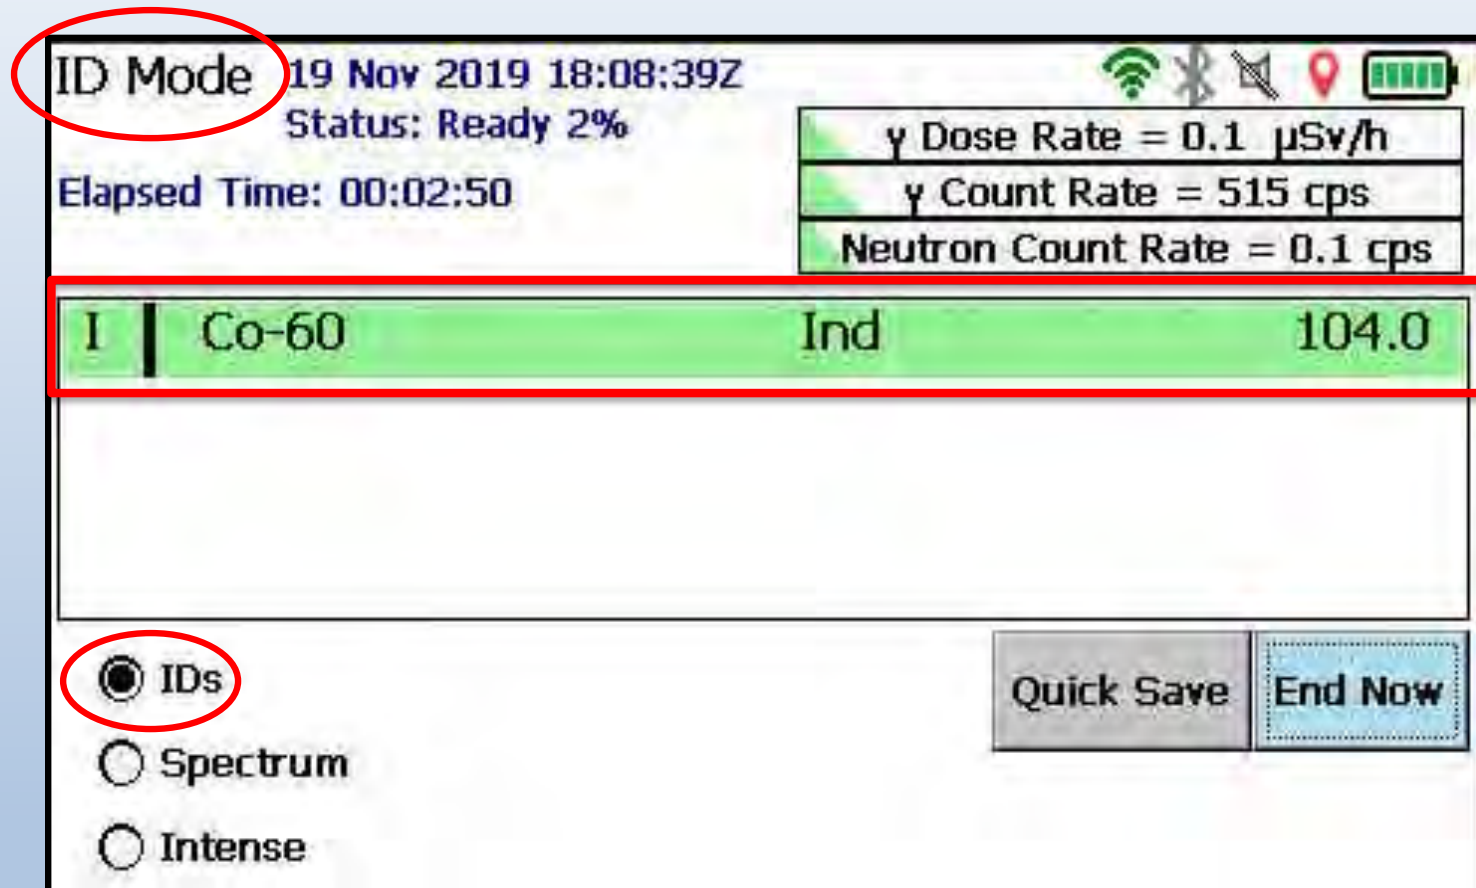 ID Mode 19 Nov 2019 18:08:39Z
Status: Ready 2%
γ Dose Rate = 0.1 µSv/h
Elapsed Time: 00:02:50
γ Count Rate = 515 cps
Neutron Count Rate = 0.1 cps
I Co-60 Ind 104.0
IDs
Quick Save End Now
Spectrum
Intense